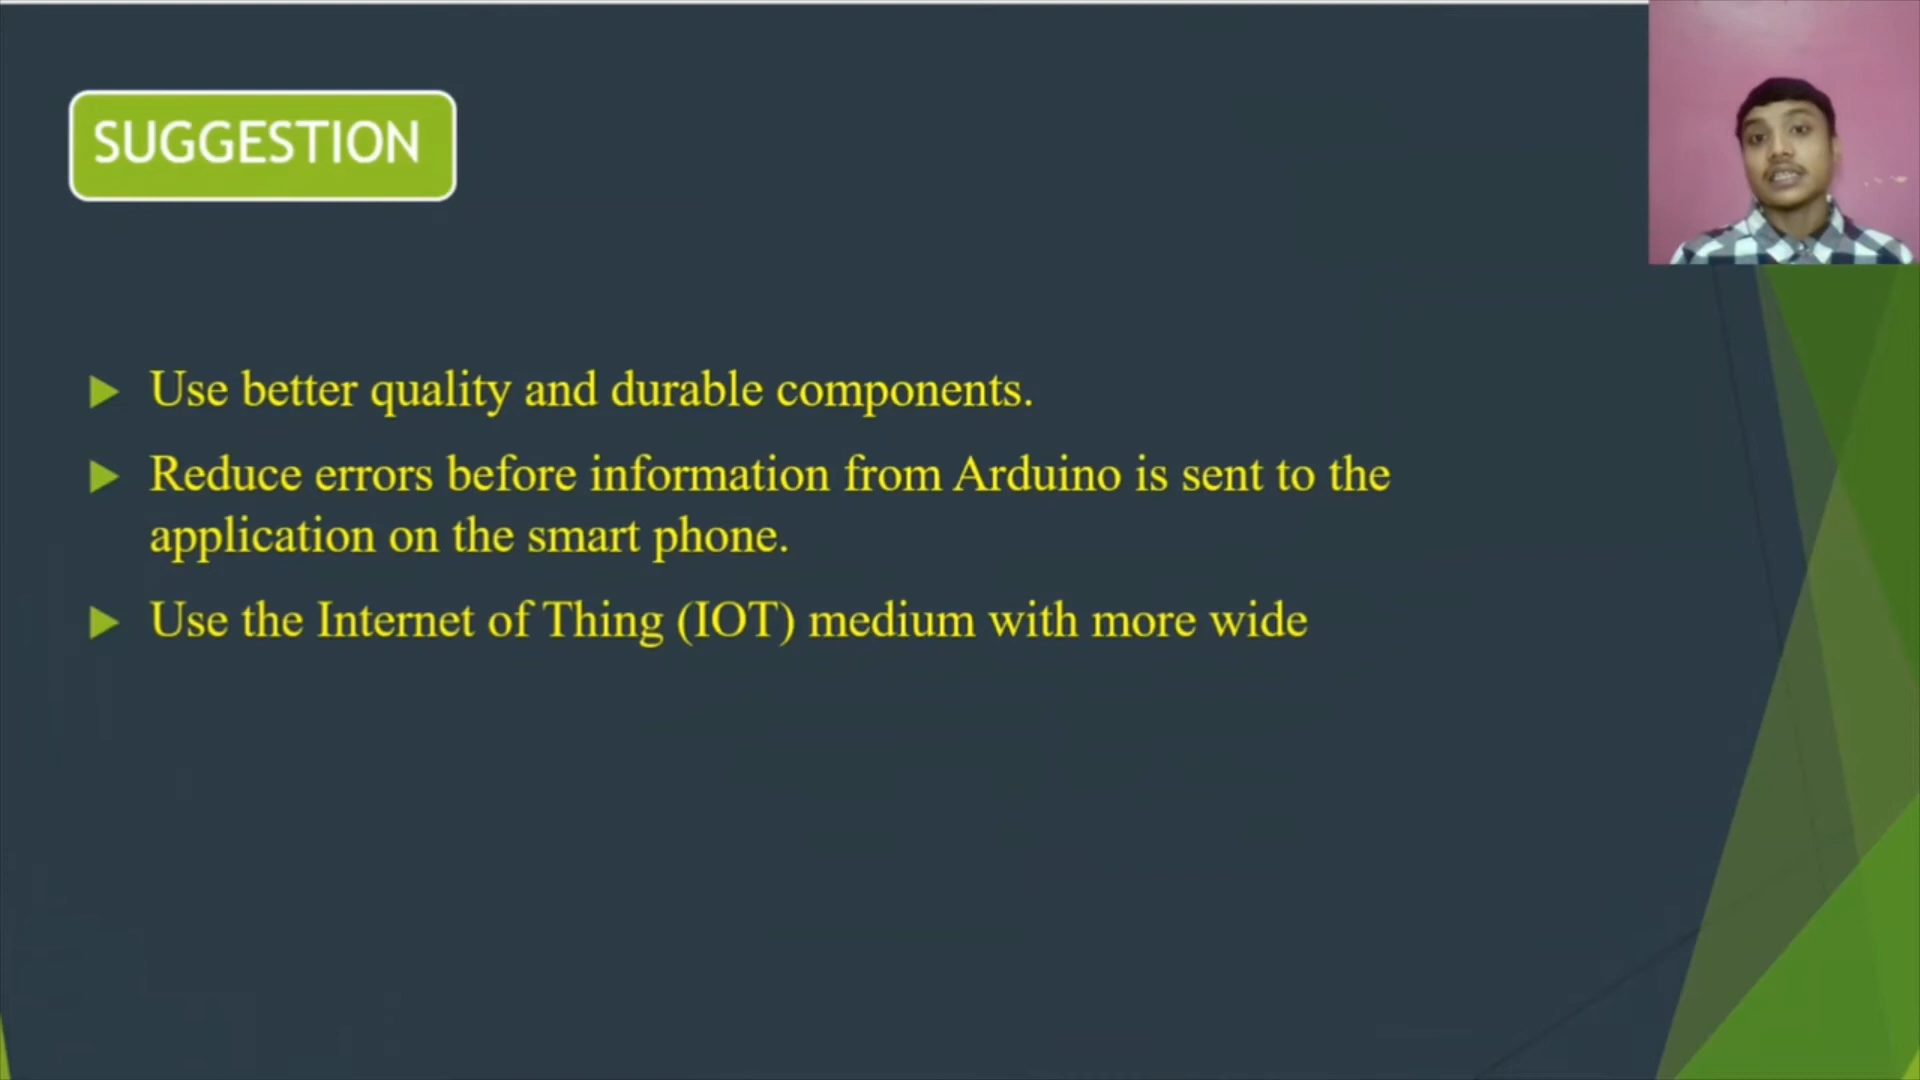 SUGGESTION
Use better quality and durable components.
Reduce errors before information from Arduino is sent to the
application on the smart phone.
Use the Internet of Thing (IOT) medium with more wide